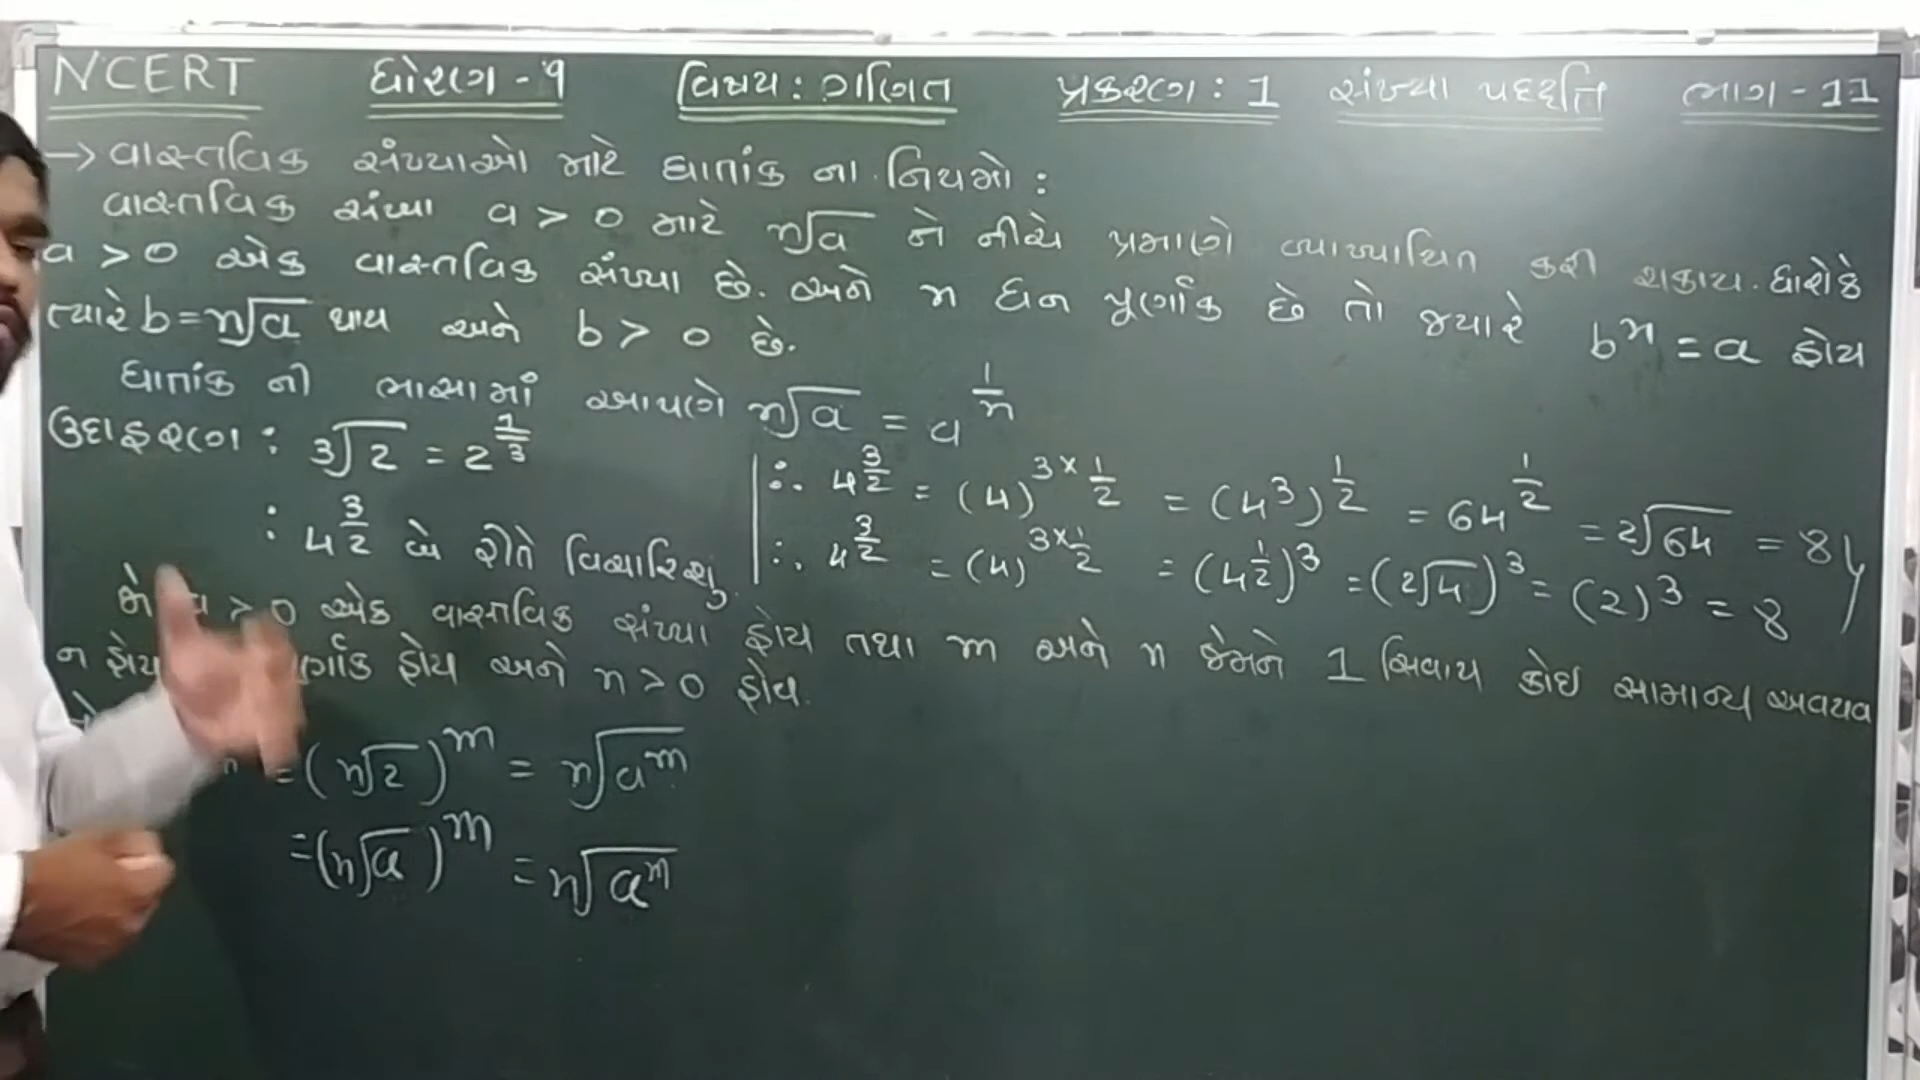 NCERT ધોરણ - 9 વિષય : ગણિત પ્રકરણ : 1 સંખ્યા પદ્ધતિ ભાગ - 11
→ વાસ્તવિક સંખ્યાઓ માટે ઘાતાંક ના નિયમો :
વાસ્તવિક સંખ્યા a > 0 માટે n√a ને નીચે પ્રમાણે વ્યાખ્યાયિત કરી શકાય. ધારોકે
a > 0 એક વાસ્તવિક સંખ્યા છે. અને n ધન પૂર્ણાંક છે તો જ્યારે bⁿ = a હોય
ત્યારે b = n√a થાય અને b > 0 છે.
ઘાતાંક ની ભાસામાં આપણે n√a = a^(1/n)
ઉદાહરણ : 3√2 = 2^(1/3)
∴ 4^(3/2) = (4)^(3×1/2) = (4³)^(1/2) = 64^(1/2) = 2√64 = 8
: 4^(3/2) બે રીતે વિચારિશુ
∴ 4^(3/2) = (4)^(3×1/2) = (4^(1/2))³ = (2√4)³ = (2)³ = 8
જો a > 0 એક વાસ્તવિક સંખ્યા હોય તથા m અને n જેમને 1 સિવાય કોઇ સામાન્ય અવયવ
ન હોય હોય અને n > 0 હોય.
= (n√2)^m = n√a^m
= (n√a)^m = n√a^m